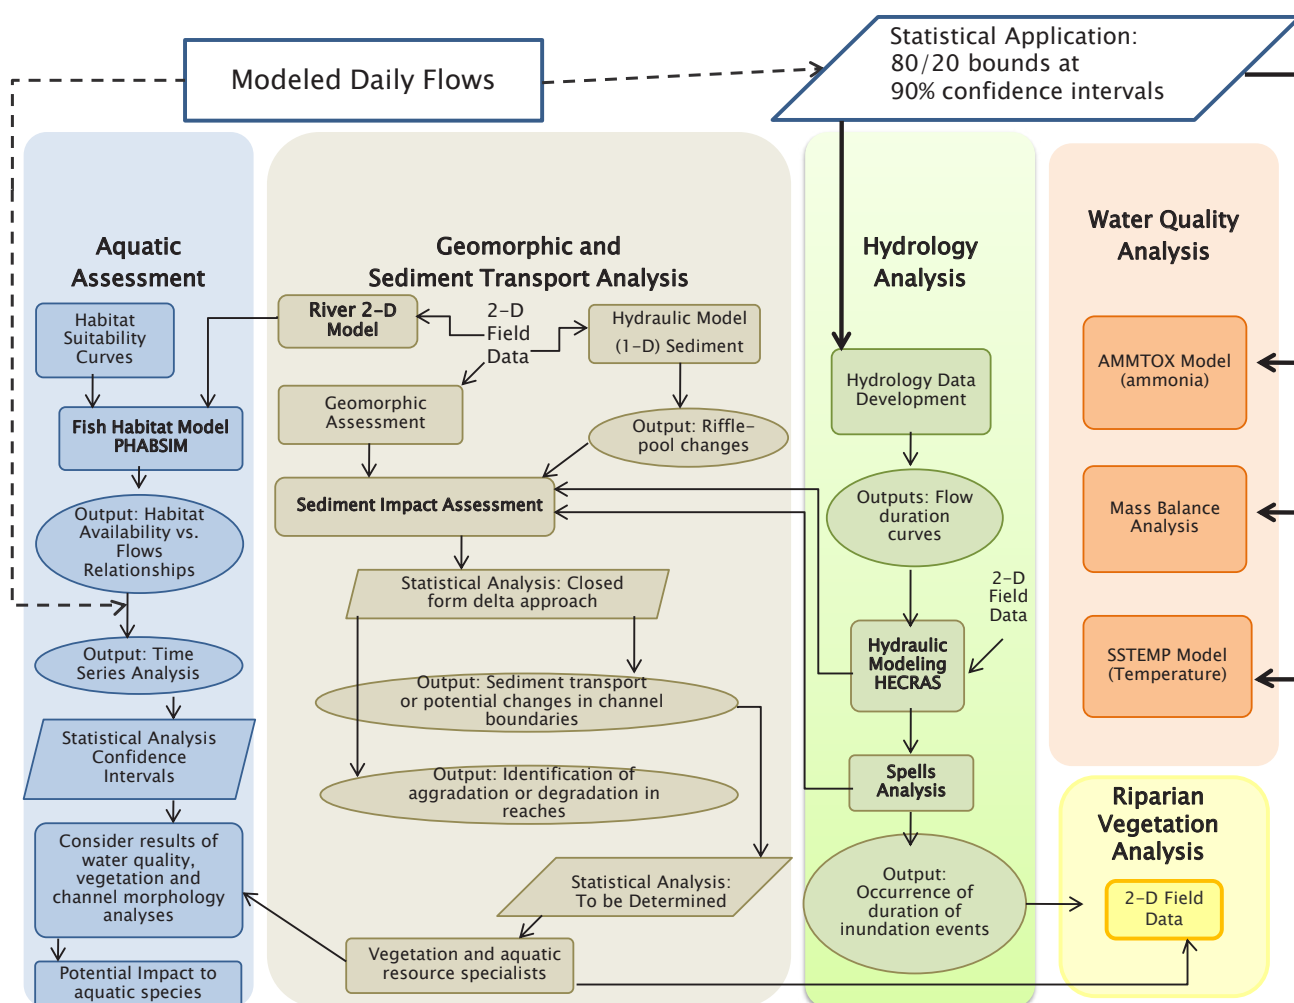 Modeled Daily Flows
Statistical Application:
80/20 bounds at
90% confidence intervals
Aquatic
Assessment
Habitat
Suitability
Curves
Fish Habitat Model
PHABSIM
Output: Habitat
Availability vs.
Flows
Relationships
Output: Time
Series Analysis
Statistical Analysis
Confidence
Intervals
Consider results of
water quality,
vegetation and
channel morphology
analyses
Potential Impact to
aquatic species
Geomorphic and
Sediment Transport Analysis
River 2-D
Model
2-D
Field
Data
Hydraulic Model
(1-D) Sediment
Geomorphic
Assessment
Output: Riffle-
pool changes
Sediment Impact Assessment
Statistical Analysis: Closed
form delta approach
Output: Sediment transport
or potential changes in channel
boundaries
Output: Identification of
aggradation or degradation in
reaches
Statistical Analysis:
To be Determined
Vegetation and aquatic
resource specialists
Hydrology
Analysis
Hydrology Data
Development
Outputs: Flow
duration
curves
2-D
Field
Data
Hydraulic
Modeling
HECRAS
Spells
Analysis
Output:
Occurrence of
duration of
inundation events
Water Quality
Analysis
AMMTOX Model
(ammonia)
Mass Balance
Analysis
SSTEMP Model
(Temperature)
Riparian
Vegetation
Analysis
2-D Field
Data